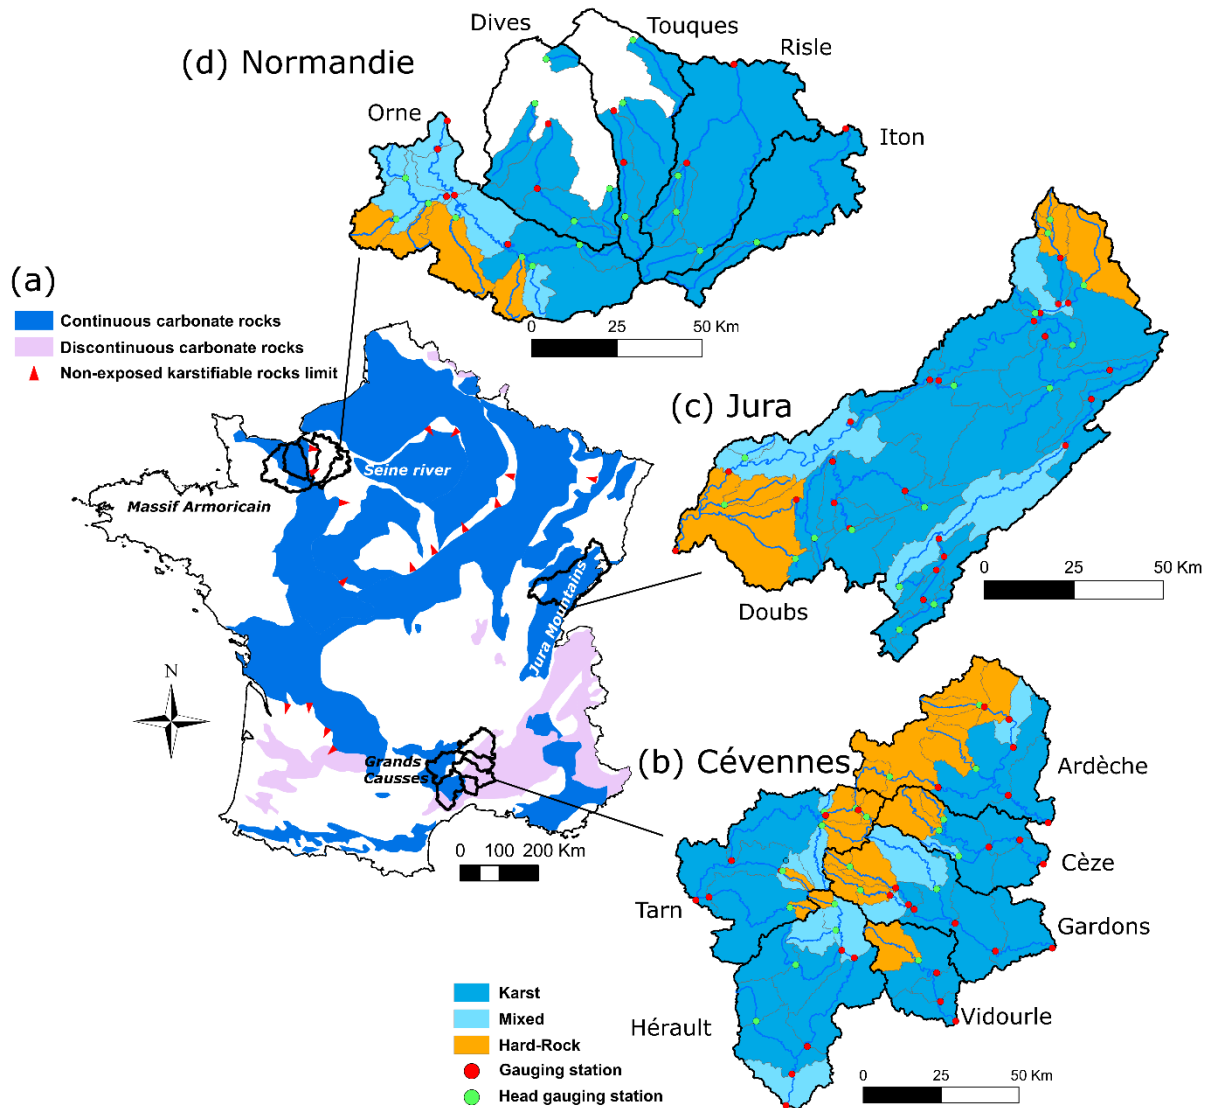 Dives
Touques
Risle
(d) Normandie
Orne
Iton
0 25 50 Km
(a)
Continuous carbonate rocks
Discontinuous carbonate rocks
Non-exposed karstifiable rocks limit
Seine river
Massif Armoricain
Jura Mountains
Grands
Causses
N
0 100 200 Km
(c) Jura
Doubs
0 25 50 Km
(b) Cévennes
Ardèche
Cèze
Tarn
Gardons
Hérault
Vidourle
0 25 50 Km
Karst
Mixed
Hard-Rock
Gauging station
Head gauging station